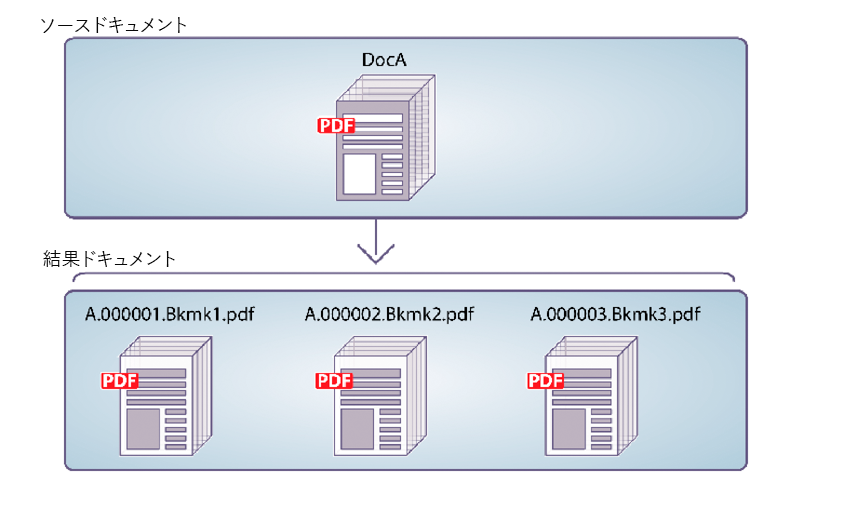 ソースドキュメント
DocA
PDF
結果ドキュメント
A.000001.Bkmk1.pdf
A.000002.Bkmk2.pdf
A.000003.Bkmk3.pdf
PDF
PDF
PDF